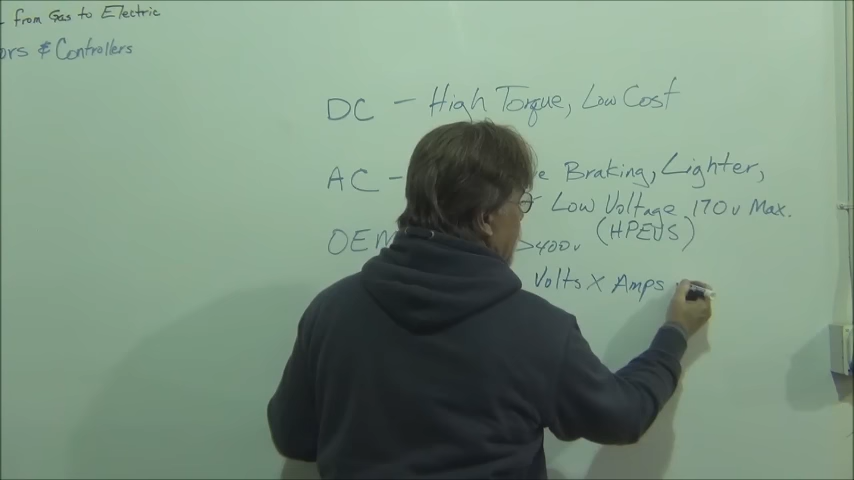 - from Gas to Electric
ors & Controllers
DC - High Torque, Low Cost
AC - e Braking, Lighter,
Low Voltage 170v Max.
(HPEVS)
OEM >400v
Volts X Amps